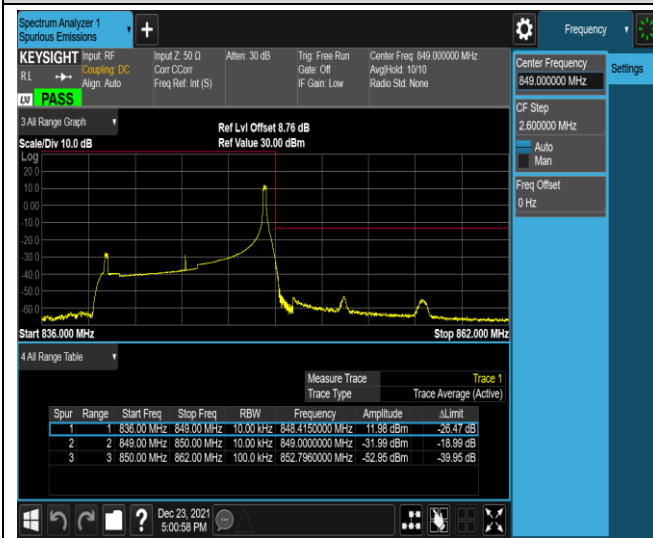 Spectrum Analyzer 1
Spurious Emissions
+
Frequency
KEYSIGHT
RL
LXI
PASS
Input: RF
Coupling: DC
Align: Auto
Input Z: 50 Ω
Corr CCorr
Freq Ref: Int (S)
Atten: 30 dB
Trig: Free Run
Gate: Off
IF Gain: Low
Center Freq: 849.000000 MHz
Avg|Hold: 10/10
Radio Std: None
Center Frequency
849.000000 MHz
Settings
CF Step
2.600000 MHz
Auto
Man
Freq Offset
0 Hz
3 All Range Graph
Scale/Div 10.0 dB
Ref Lvl Offset 8.76 dB
Ref Value 30.00 dBm
Log
20.0
10.0
0.00
-10.0
-20.0
-30.0
-40.0
-50.0
-60.0
Start 836.000 MHz
Stop 862.000 MHz
4 All Range Table
Measure Trace Trace 1
Trace Type Trace Average (Active)
Spur Range Start Freq Stop Freq RBW Frequency Amplitude ΔLimit
1 1 836.00 MHz 849.00 MHz 10.00 kHz 848.4150000 MHz 11.98 dBm -26.47 dB
2 2 849.00 MHz 850.00 MHz 10.00 kHz 849.0000000 MHz -31.99 dBm -18.99 dB
3 3 850.00 MHz 862.00 MHz 100.0 kHz 852.7960000 MHz -52.95 dBm -39.95 dB
?
Dec 23, 2021
5:00:58 PM